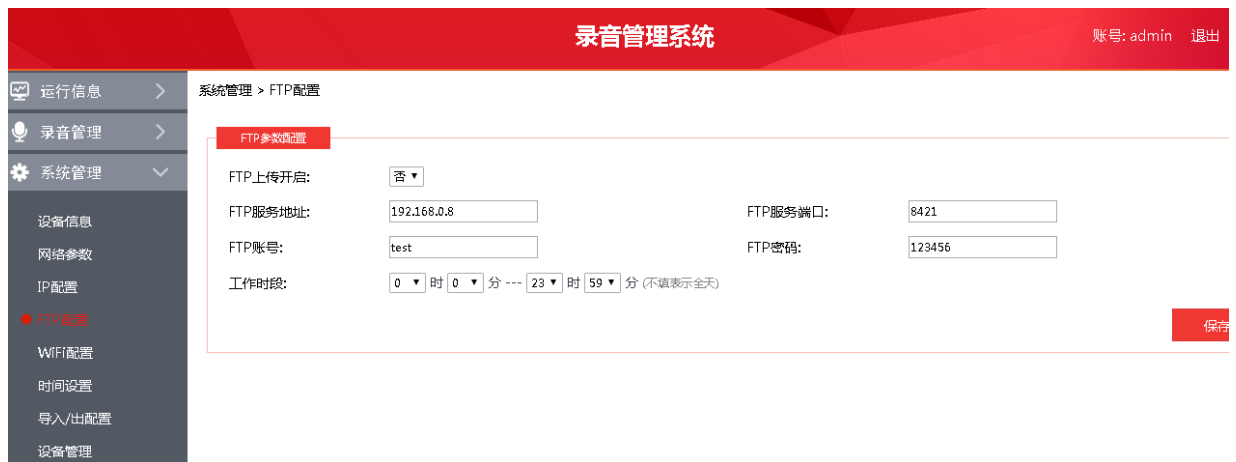 录音管理系统
账号: admin 退出
运行信息
录音管理
系统管理
设备信息
网络参数
IP配置
FTP配置
WiFi配置
时间设置
导入/出配置
设备管理
系统管理 > FTP配置
FTP参数配置
FTP上传开启: 否
FTP服务地址: 192.168.0.8 FTP服务端口: 8421
FTP账号: test FTP密码: 123456
工作时段: 0 时 0 分 --- 23 时 59 分 (不填表示全天)
保存